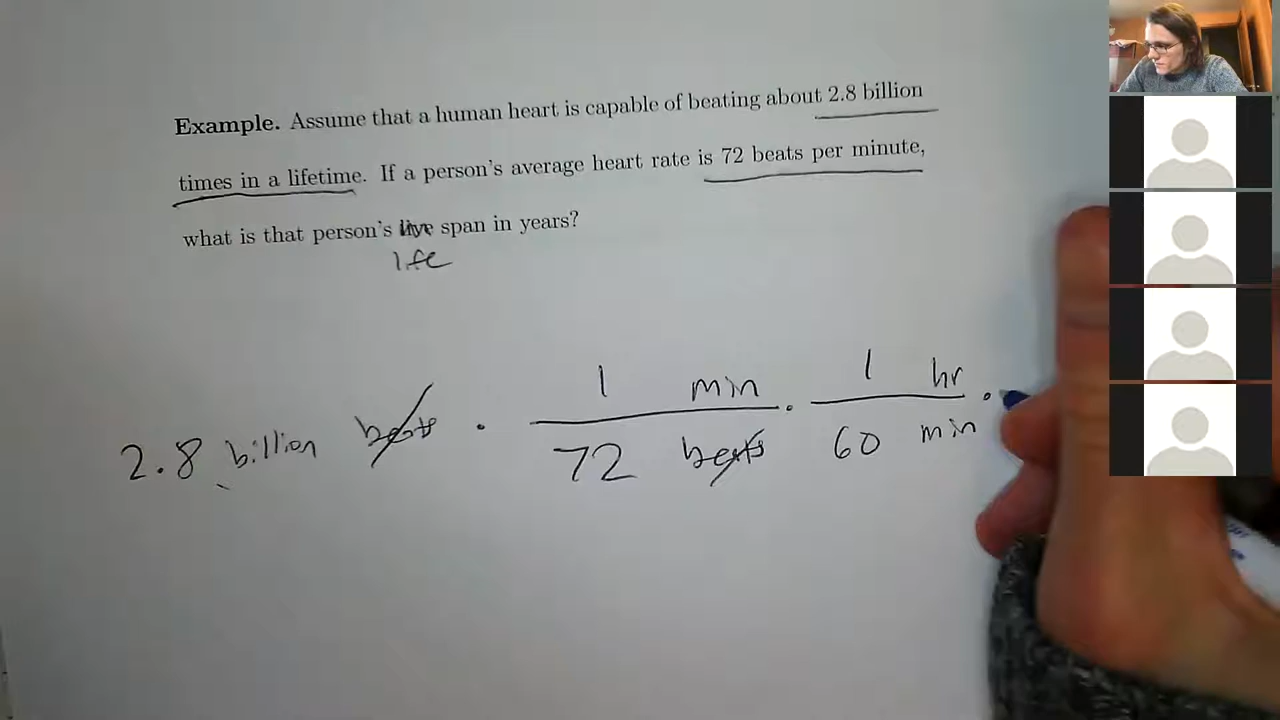 Example. Assume that a human heart is capable of beating about 2.8 billion
times in a lifetime. If a person's average heart rate is 72 beats per minute,
what is that person's live span in years?
life
2.8 billion beats · 1 min / 72 beats · 1 hr / 60 min ·